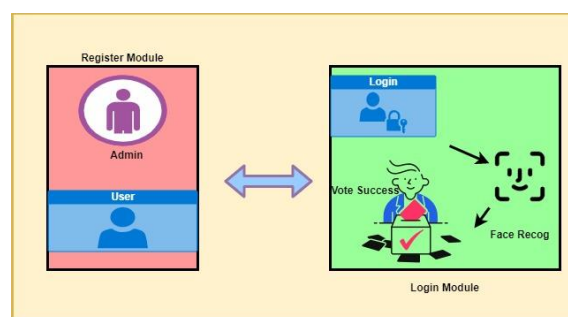 Register Module
Admin
User
Login
Vote Success
Face Recog
Login Module